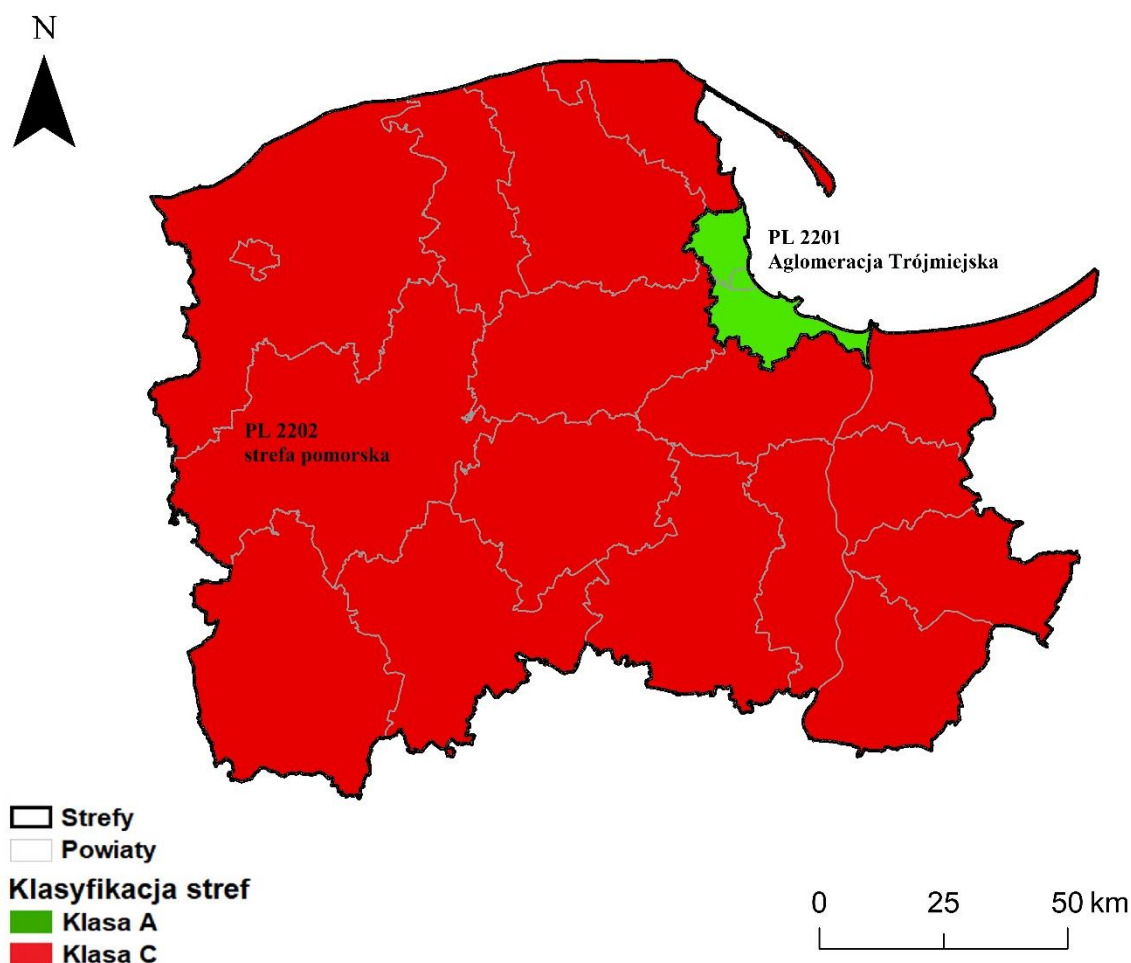 N
PL 2201
Aglomeracja Trójmiejska
PL 2202
strefa pomorska
Strefy
Powiaty
Klasyfikacja stref
Klasa A
Klasa C
0 25 50 km